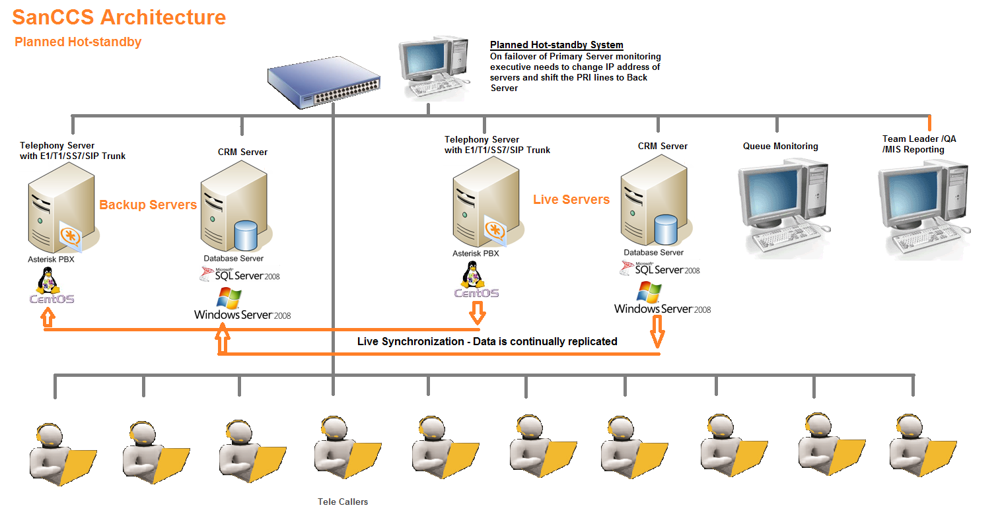 SanCCS Architecture
Planned Hot-standby
Planned Hot-standby System
On failover of Primary Server monitoring
executive needs to change IP address of
servers and shift the PRI lines to Back
Server
Telephony Server
with E1/T1/SS7/SIP Trunk
CRM Server
Telephony Server
with E1/T1/SS7/SIP Trunk
CRM Server
Queue Monitoring
Team Leader /QA
/MIS Reporting
Backup Servers
Live Servers
Asterisk PBX
Database Server
Asterisk PBX
Database Server
CentOS
Microsoft®
SQL Server 2008
Windows Server 2008
CentOS
Microsoft®
SQL Server 2008
Windows Server 2008
Live Synchronization - Data is continually replicated
Tele Callers